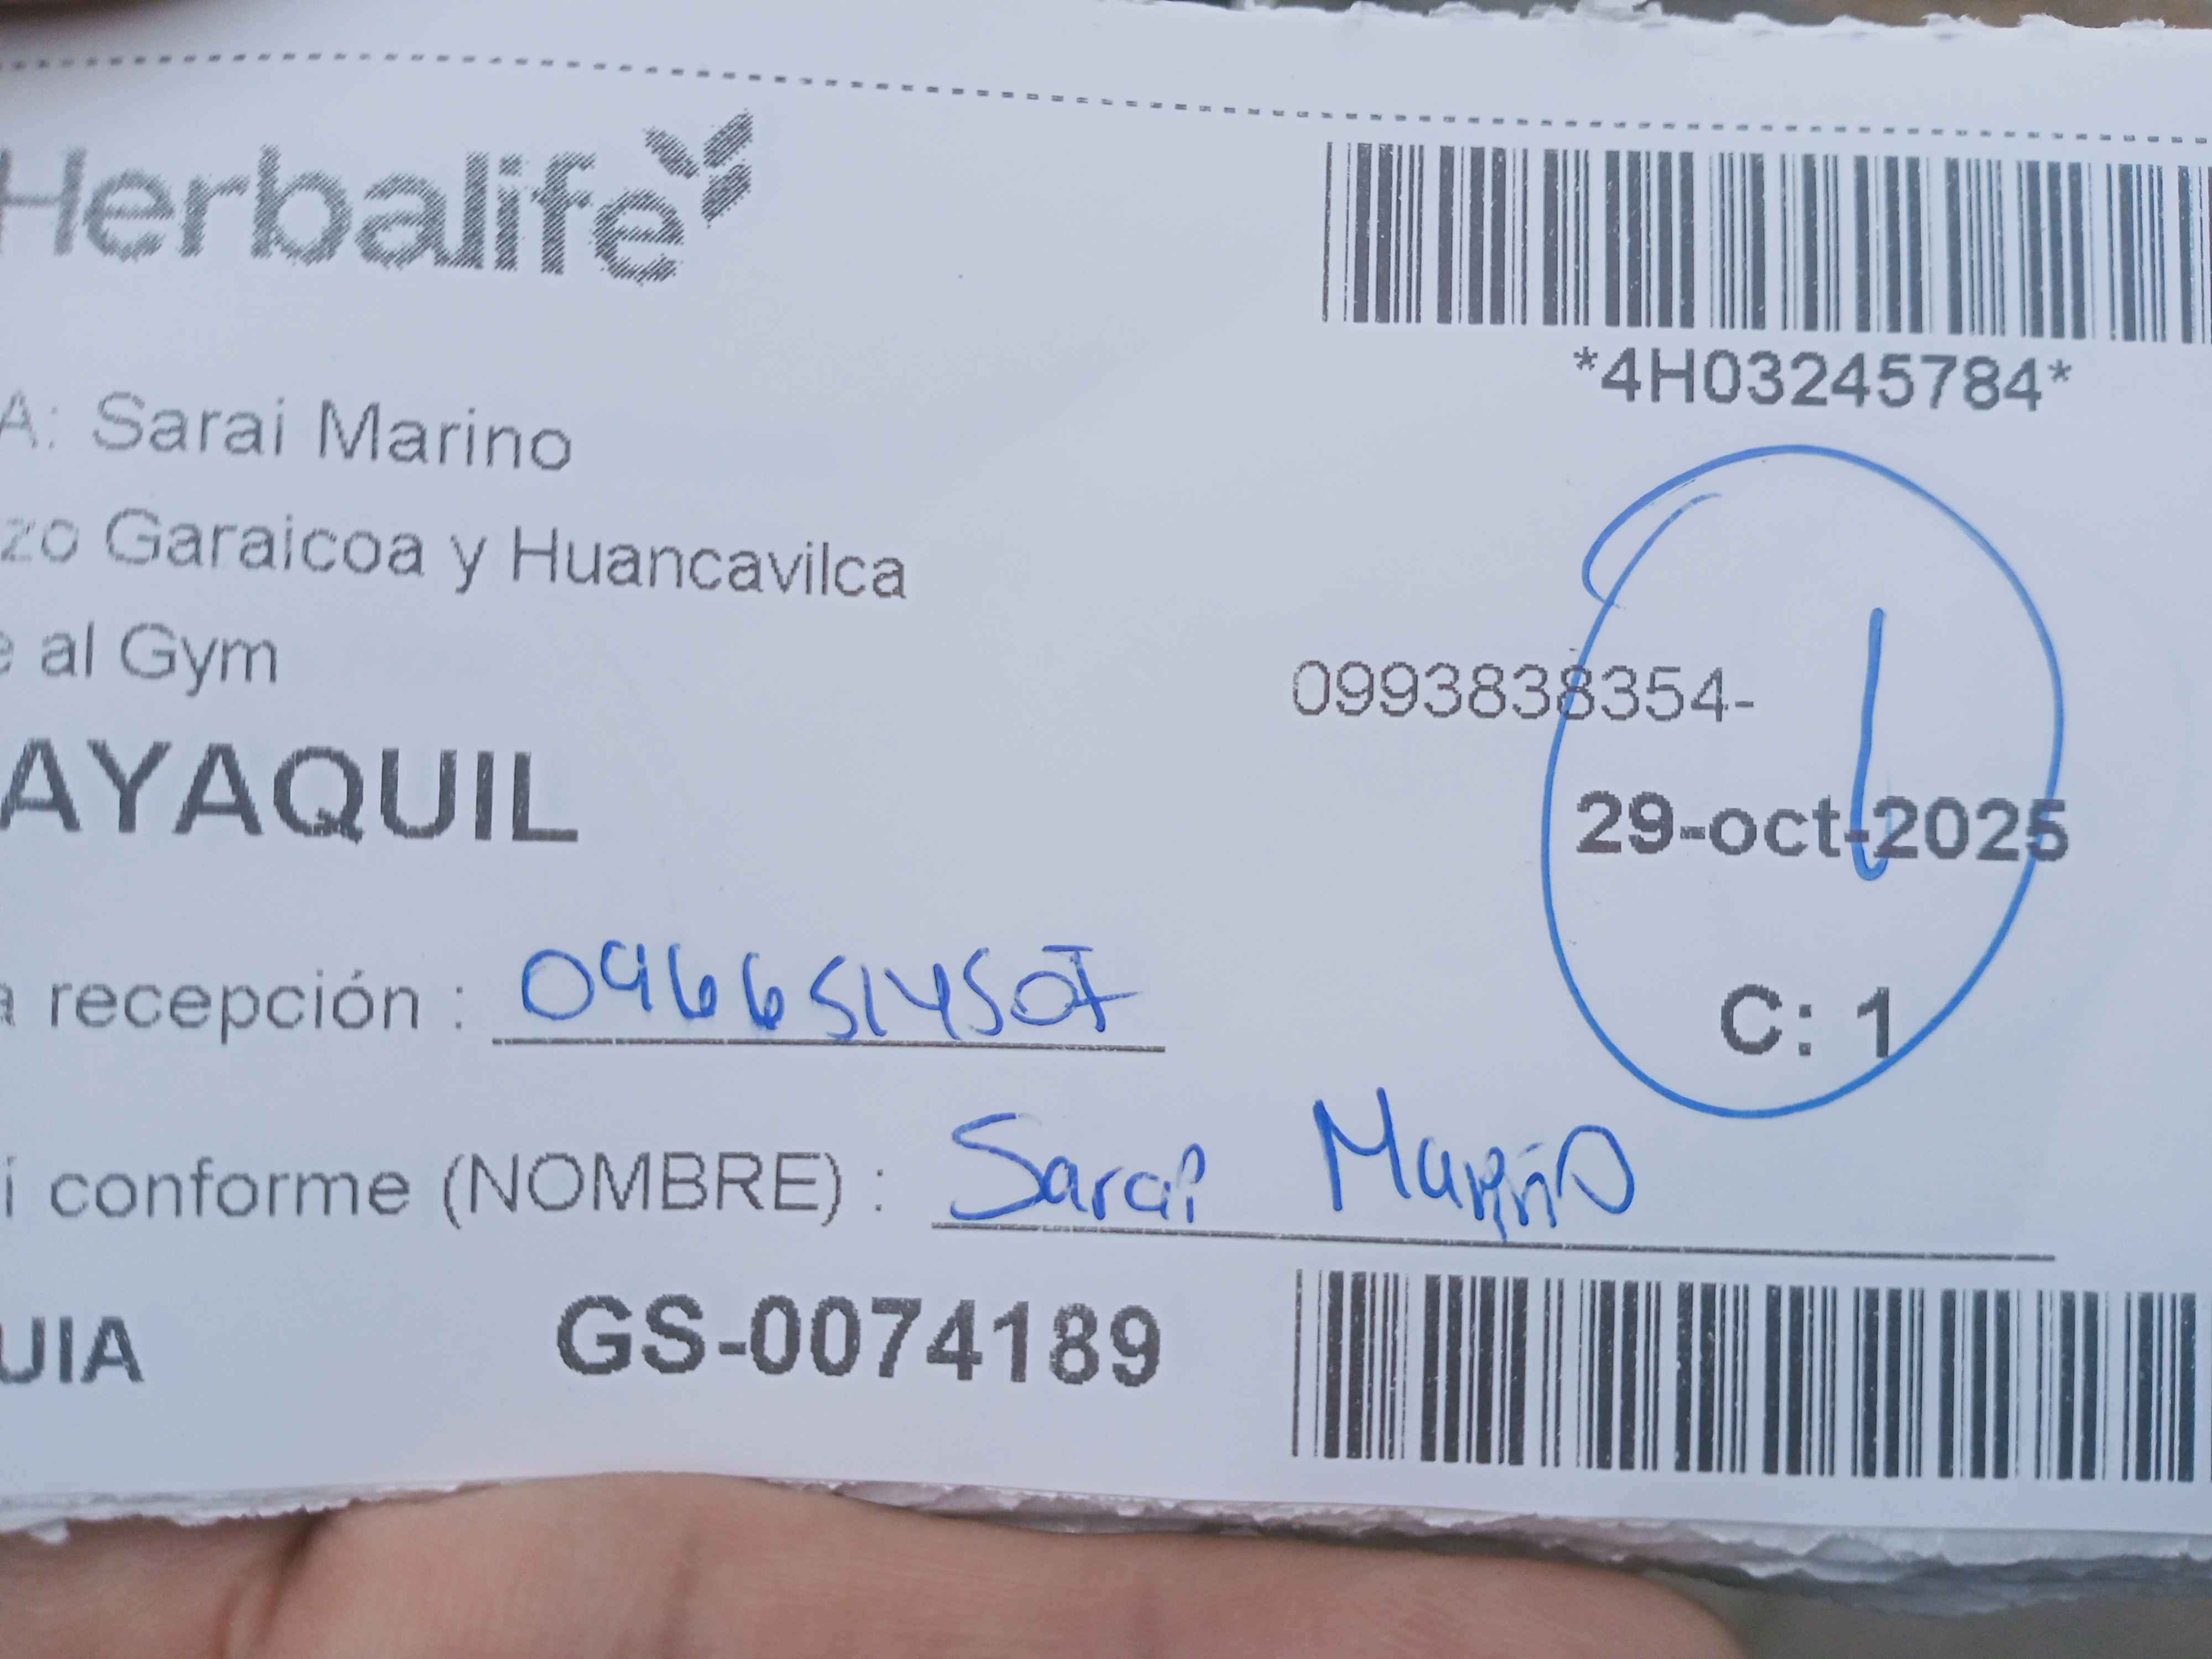 Herbalife
*4H03245784*
A: Sarai Marino
zo Garaicoa y Huancavilca
e al Gym
0993838354-
AYAQUIL
29-oct-2025
C: 1
a recepción : 0966514507
i conforme (NOMBRE) : Sarai Marino
UIA GS-0074189